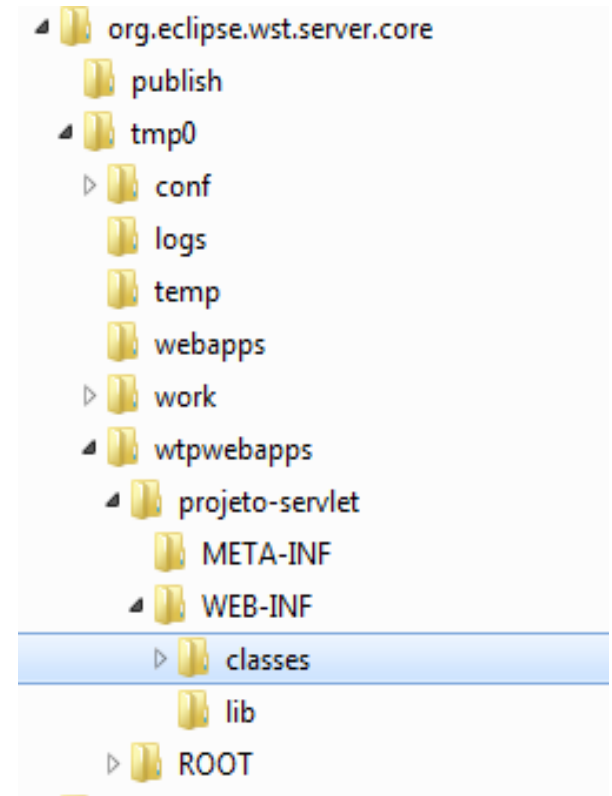 org.eclipse.wst.server.core
publish
tmp0
conf
logs
temp
webapps
work
wtpwebapps
projeto-servlet
META-INF
WEB-INF
classes
lib
ROOT